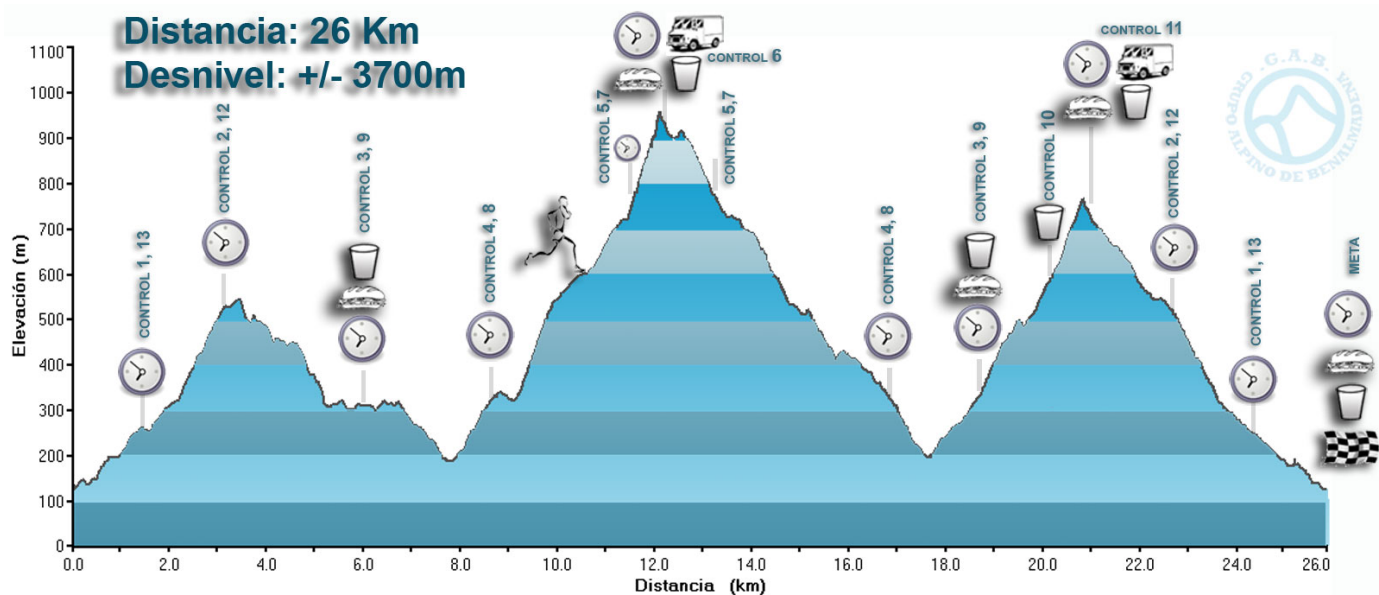 Distancia: 26 Km
Desnivel: +/- 3700m
CONTROL 1, 13
CONTROL 2, 12
CONTROL 3, 9
CONTROL 4, 8
CONTROL 5,7
CONTROL 6
CONTROL 5,7
CONTROL 4, 8
CONTROL 3, 9
CONTROL 10
CONTROL 11
CONTROL 2, 12
CONTROL 1, 13
META
.G.A.B.
GRUPO ALPINO DE BENALMADENA
Elevación (m)
1100
1000
900
800
700
600
500
400
300
200
100
0
0.0 2.0 4.0 6.0 8.0 10.0 12.0 14.0 16.0 18.0 20.0 22.0 24.0 26.0
Distancia (km)